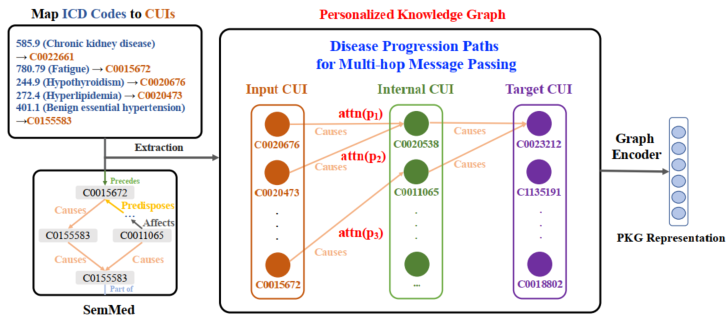 Map ICD Codes to CUIs
585.9 (Chronic kidney disease)
→ C0022661
780.79 (Fatigue) → C0015672
244.9 (Hypothyroidism) → C0020676
272.4 (Hyperlipidemia) → C0020473
401.1 (Benign essential hypertension)
→C0155583
Extraction
Precedes
C0015672
Causes
Predisposes
...
Affects
C0155583
C0011065
Causes
Causes
C0155583
Part of
SemMed
Personalized Knowledge Graph
Disease Progression Paths
for Multi-hop Message Passing
Input CUI
Internal CUI
Target CUI
attn(p₁)
Causes
Causes
C0020676
C0020538
C0023212
attn(p₂)
Causes
Causes
C0020473
C0011065
C1135191
attn(p₃)
Causes
C0015672
...
C0018802
Graph
Encoder
PKG Representation